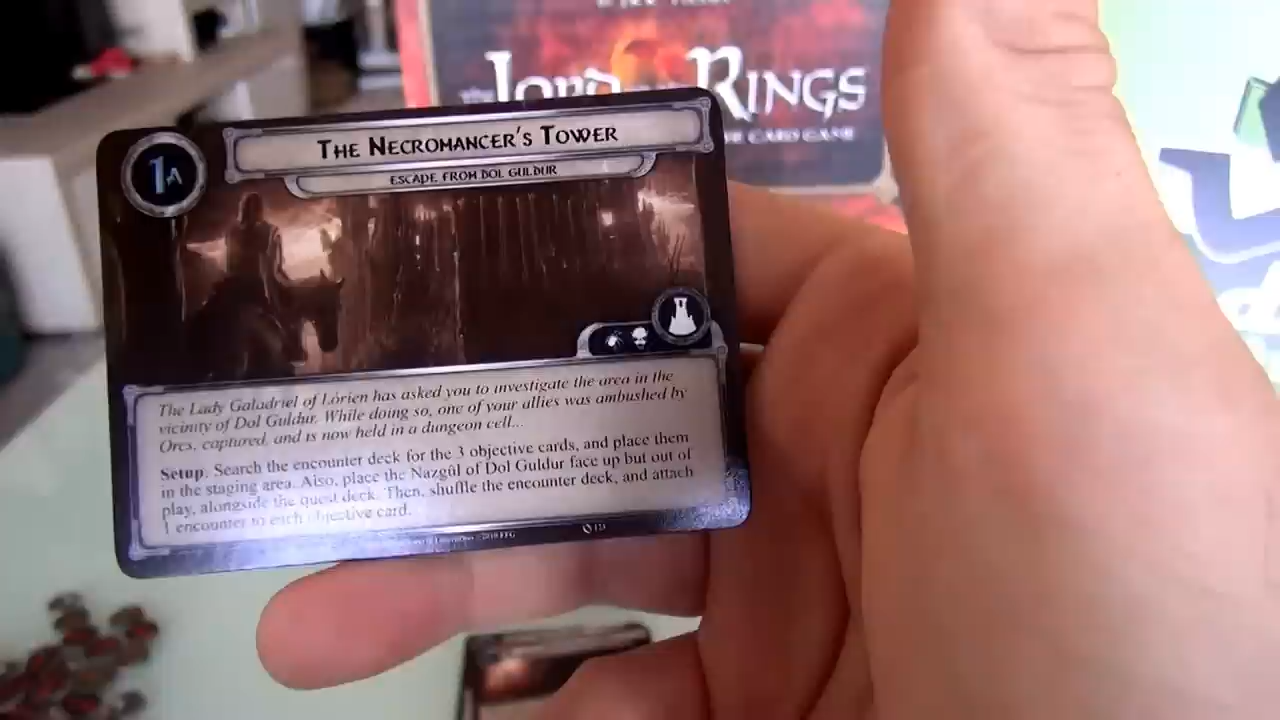 THE LORD RINGS
CARD GAME
1A
THE NECROMANCER'S TOWER
ESCAPE FROM DOL GULDUR
The Lady Galadriel of Lórien has asked you to investigate the area in the
vicinity of Dol Guldur. While doing so, one of your allies was ambushed by
Orcs, captured, and is now held in a dungeon cell...
Setup. Search the encounter deck for the 3 objective cards, and place them
in the staging area. Also, place the Nazgûl of Dol Guldur face up but out of
play, alongside the quest deck. Then, shuffle the encounter deck, and attach
1 encounter to each objective card.
FFG
123